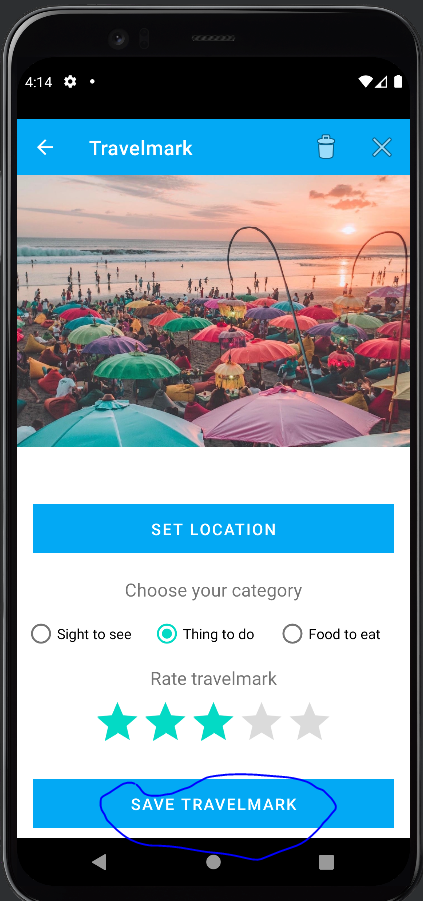 4:14
Travelmark
SET LOCATION
Choose your category
Sight to see Thing to do Food to eat
Rate travelmark
SAVE TRAVELMARK